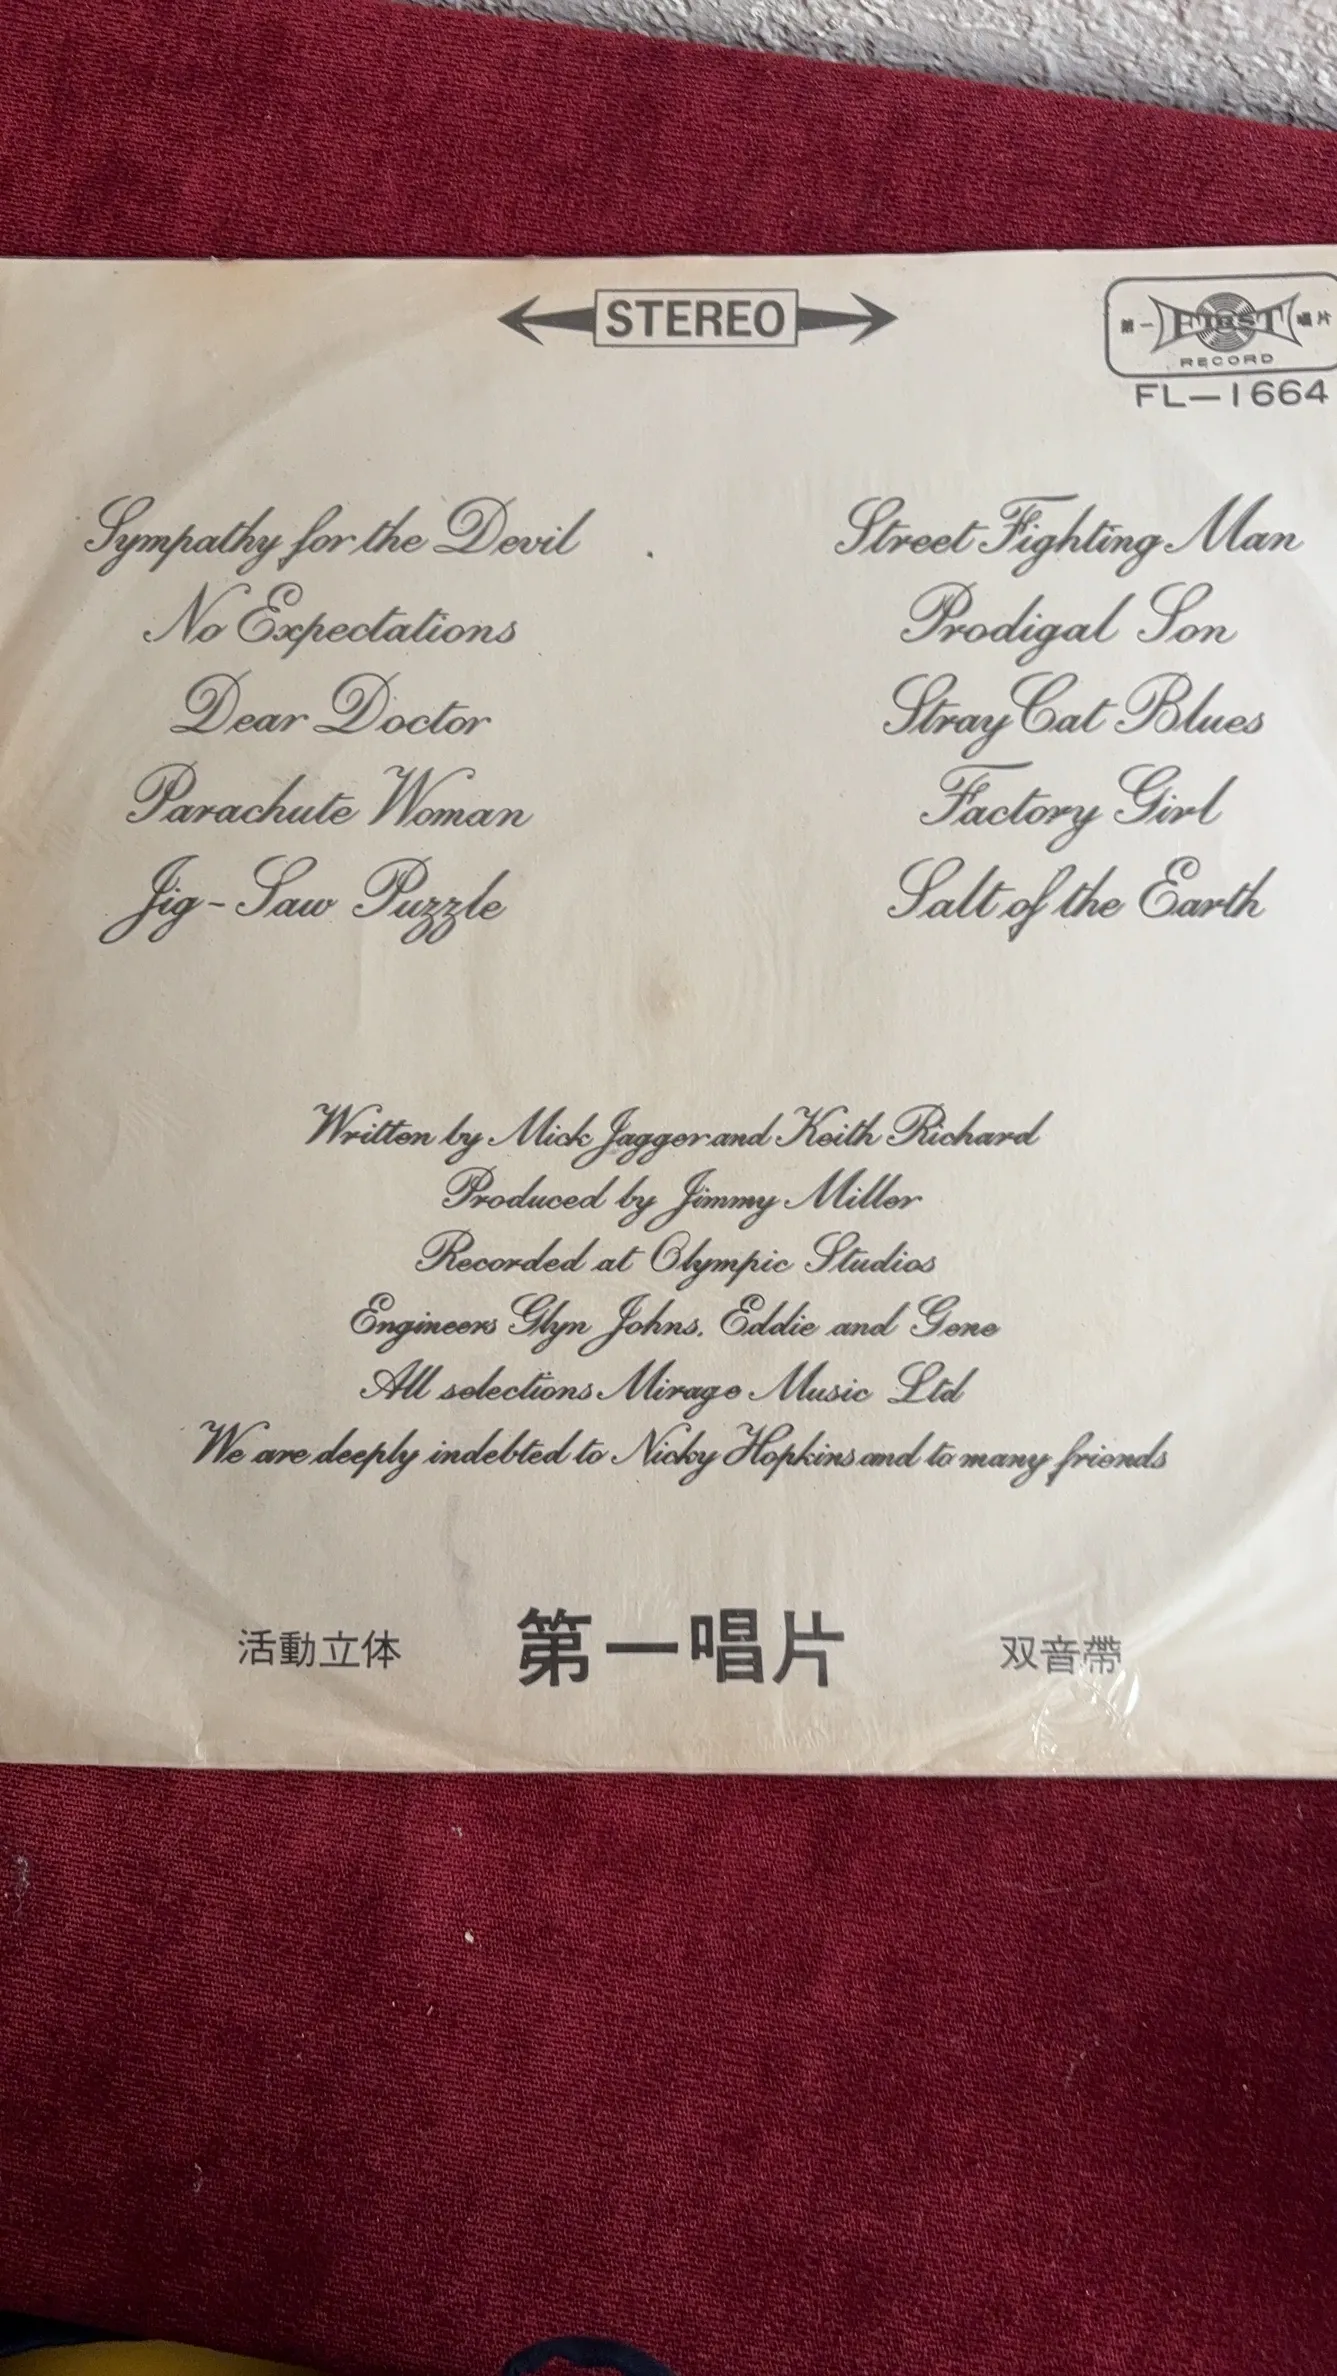 STEREO
第一 FIRST 唱片
RECORD
FL-1664
Sympathy for the Devil
No Expectations
Dear Doctor
Parachute Woman
Jig-Saw Puzzle
Street Fighting Man
Prodigal Son
Stray Cat Blues
Factory Girl
Salt of the Earth
Written by Mick Jagger and Keith Richard
Produced by Jimmy Miller
Recorded at Olympic Studios
Engineers Glyn Johns. Eddie and Gene
All selections Mirage Music Ltd
We are deeply indebted to Nicky Hopkins and to many friends
活動立体 第一唱片 双音帶